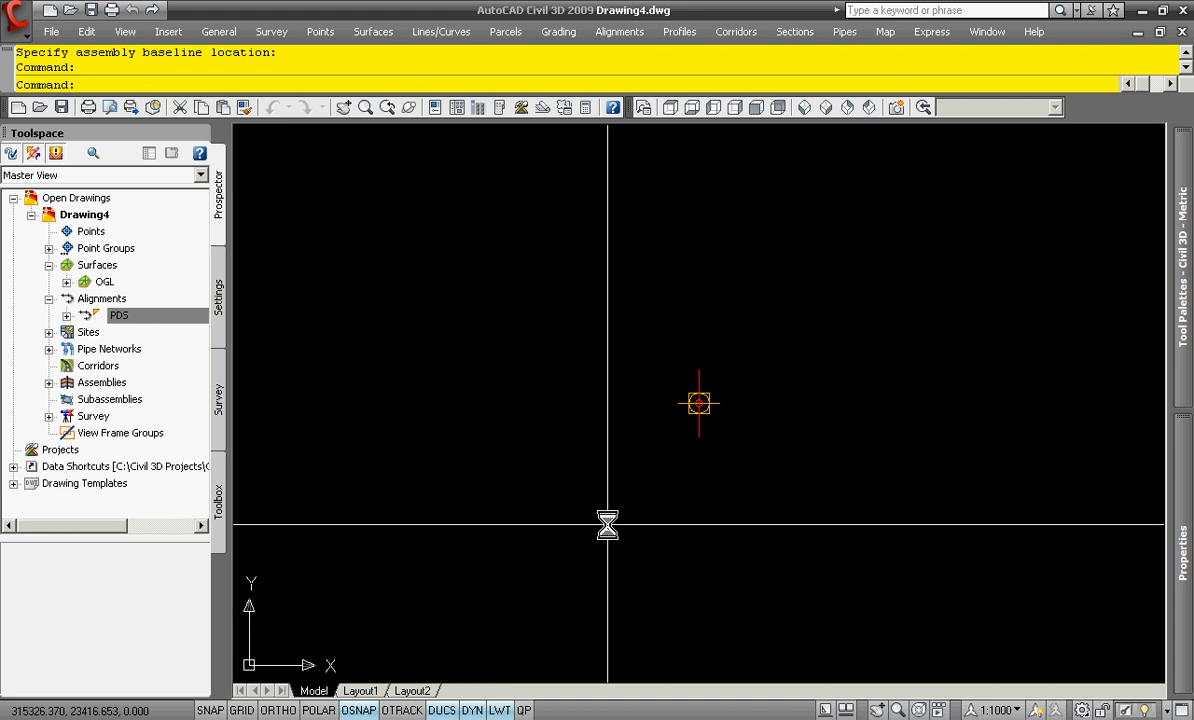 AutoCAD Civil 3D 2009 Drawing4.dwg
Type a keyword or phrase
File Edit View Insert General Survey Points Surfaces Lines/Curves Parcels Grading Alignments Profiles Corridors Sections Pipes Map Express Window Help
Specify assembly baseline location:
Command:
Command:
Toolspace
Master View
Open Drawings
Drawing4
Points
Point Groups
Surfaces
OGL
Alignments
PDS
Sites
Pipe Networks
Corridors
Assemblies
Subassemblies
Survey
View Frame Groups
Projects
Data Shortcuts [C:\Civil 3D Projects\
Drawing Templates
Prospector
Settings
Survey
Toolbox
Tool Palettes - Civil 3D - Metric
Properties
Y
X
Model Layout1 Layout2
315326.370, 23416.653, 0.000 SNAP GRID ORTHO POLAR OSNAP OTRACK DUCS DYN LWT QP 1:1000